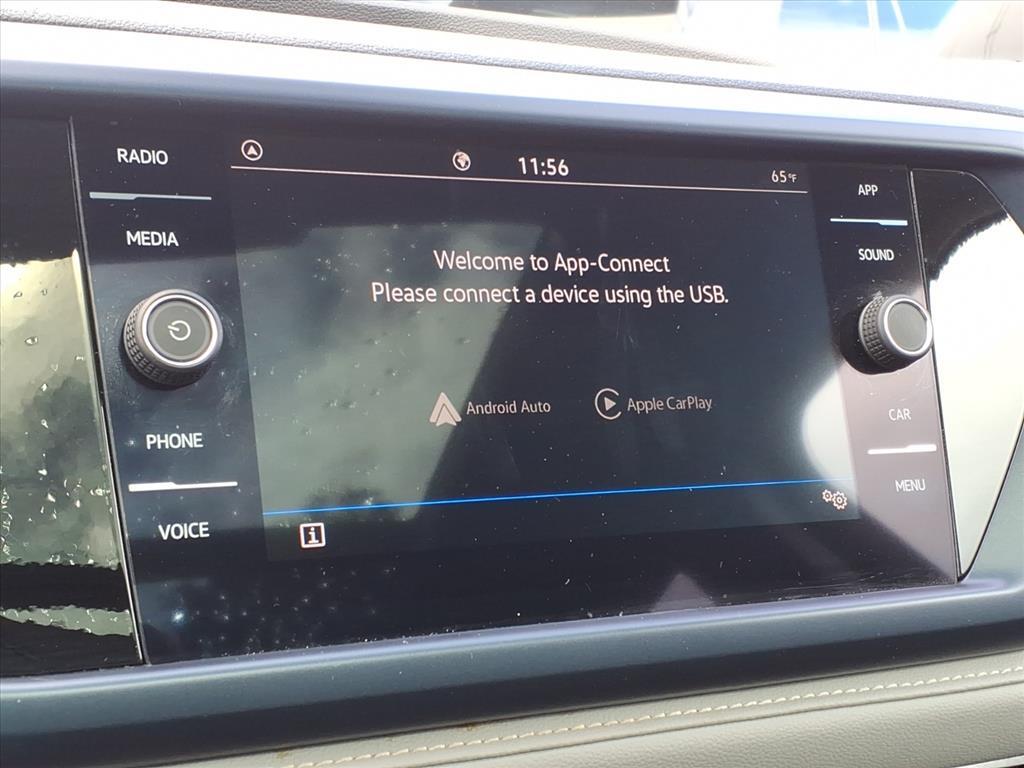 RADIO
MEDIA
PHONE
VOICE
11:56
65°F
Welcome to App-Connect
Please connect a device using the USB.
Android Auto
Apple CarPlay
i
APP
SOUND
CAR
MENU